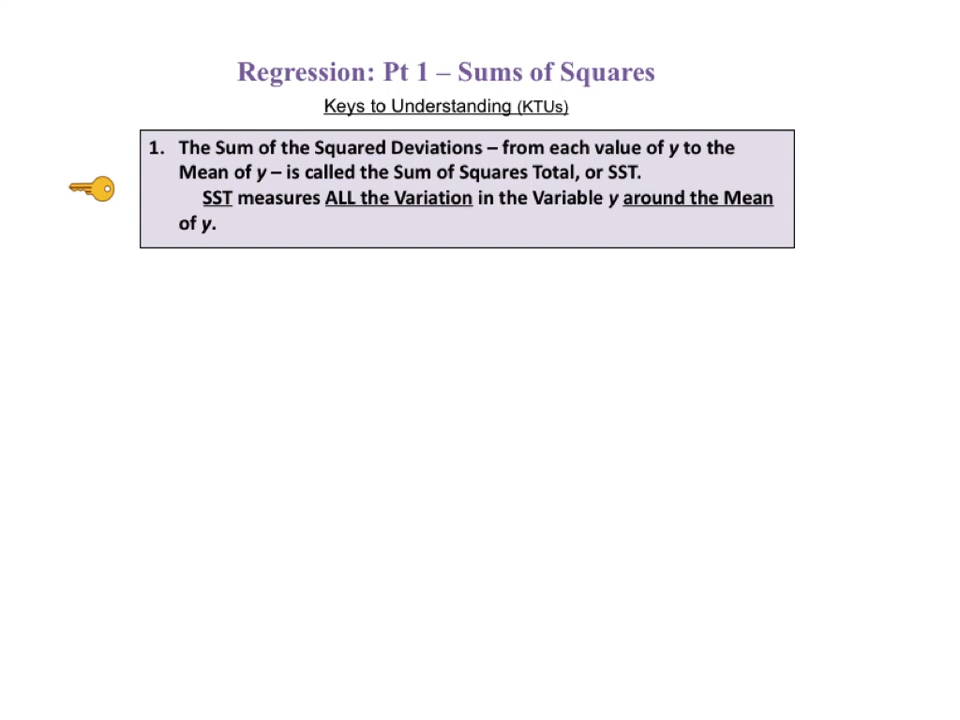 Regression: Pt 1 – Sums of Squares
Keys to Understanding (KTUs)
1. The Sum of the Squared Deviations – from each value of y to the
Mean of y – is called the Sum of Squares Total, or SST.
SST measures ALL the Variation in the Variable y around the Mean
of y.